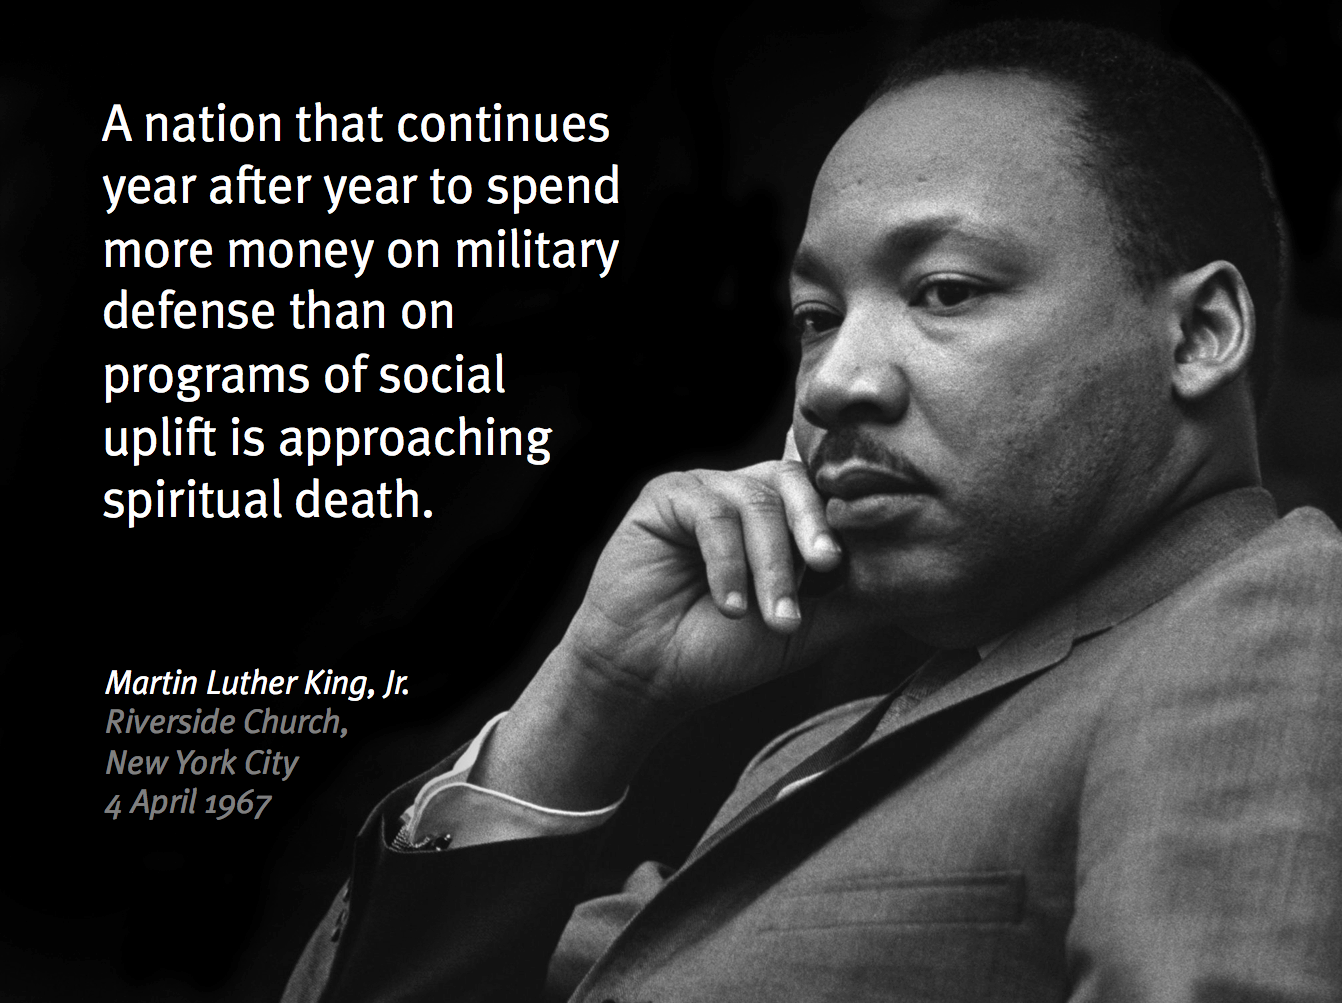 A nation that continues
year after year to spend
more money on military
defense than on
programs of social
uplift is approaching
spiritual death.
Martin Luther King, Jr.
Riverside Church,
New York City
4 April 1967